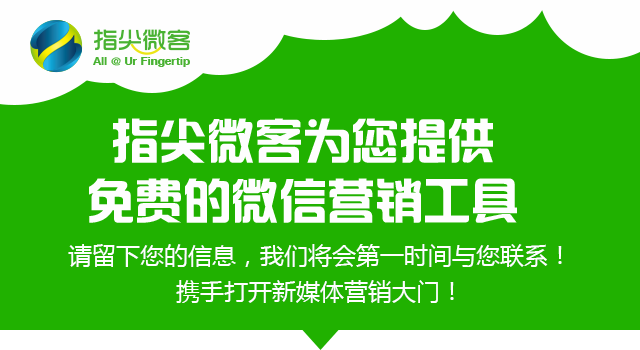 指尖微客
All @ Ur Fingertip
指尖微客为您提供
免费的微信营销工具
请留下您的信息，我们将会第一时间与您联系！
携手打开新媒体营销大门！